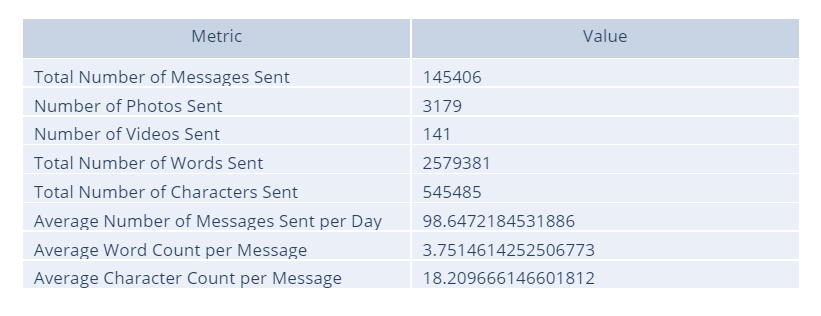 Metric Value
Total Number of Messages Sent 145406
Number of Photos Sent 3179
Number of Videos Sent 141
Total Number of Words Sent 2579381
Total Number of Characters Sent 545485
Average Number of Messages Sent per Day 98.6472184531886
Average Word Count per Message 3.7514614252506773
Average Character Count per Message 18.209666146601812